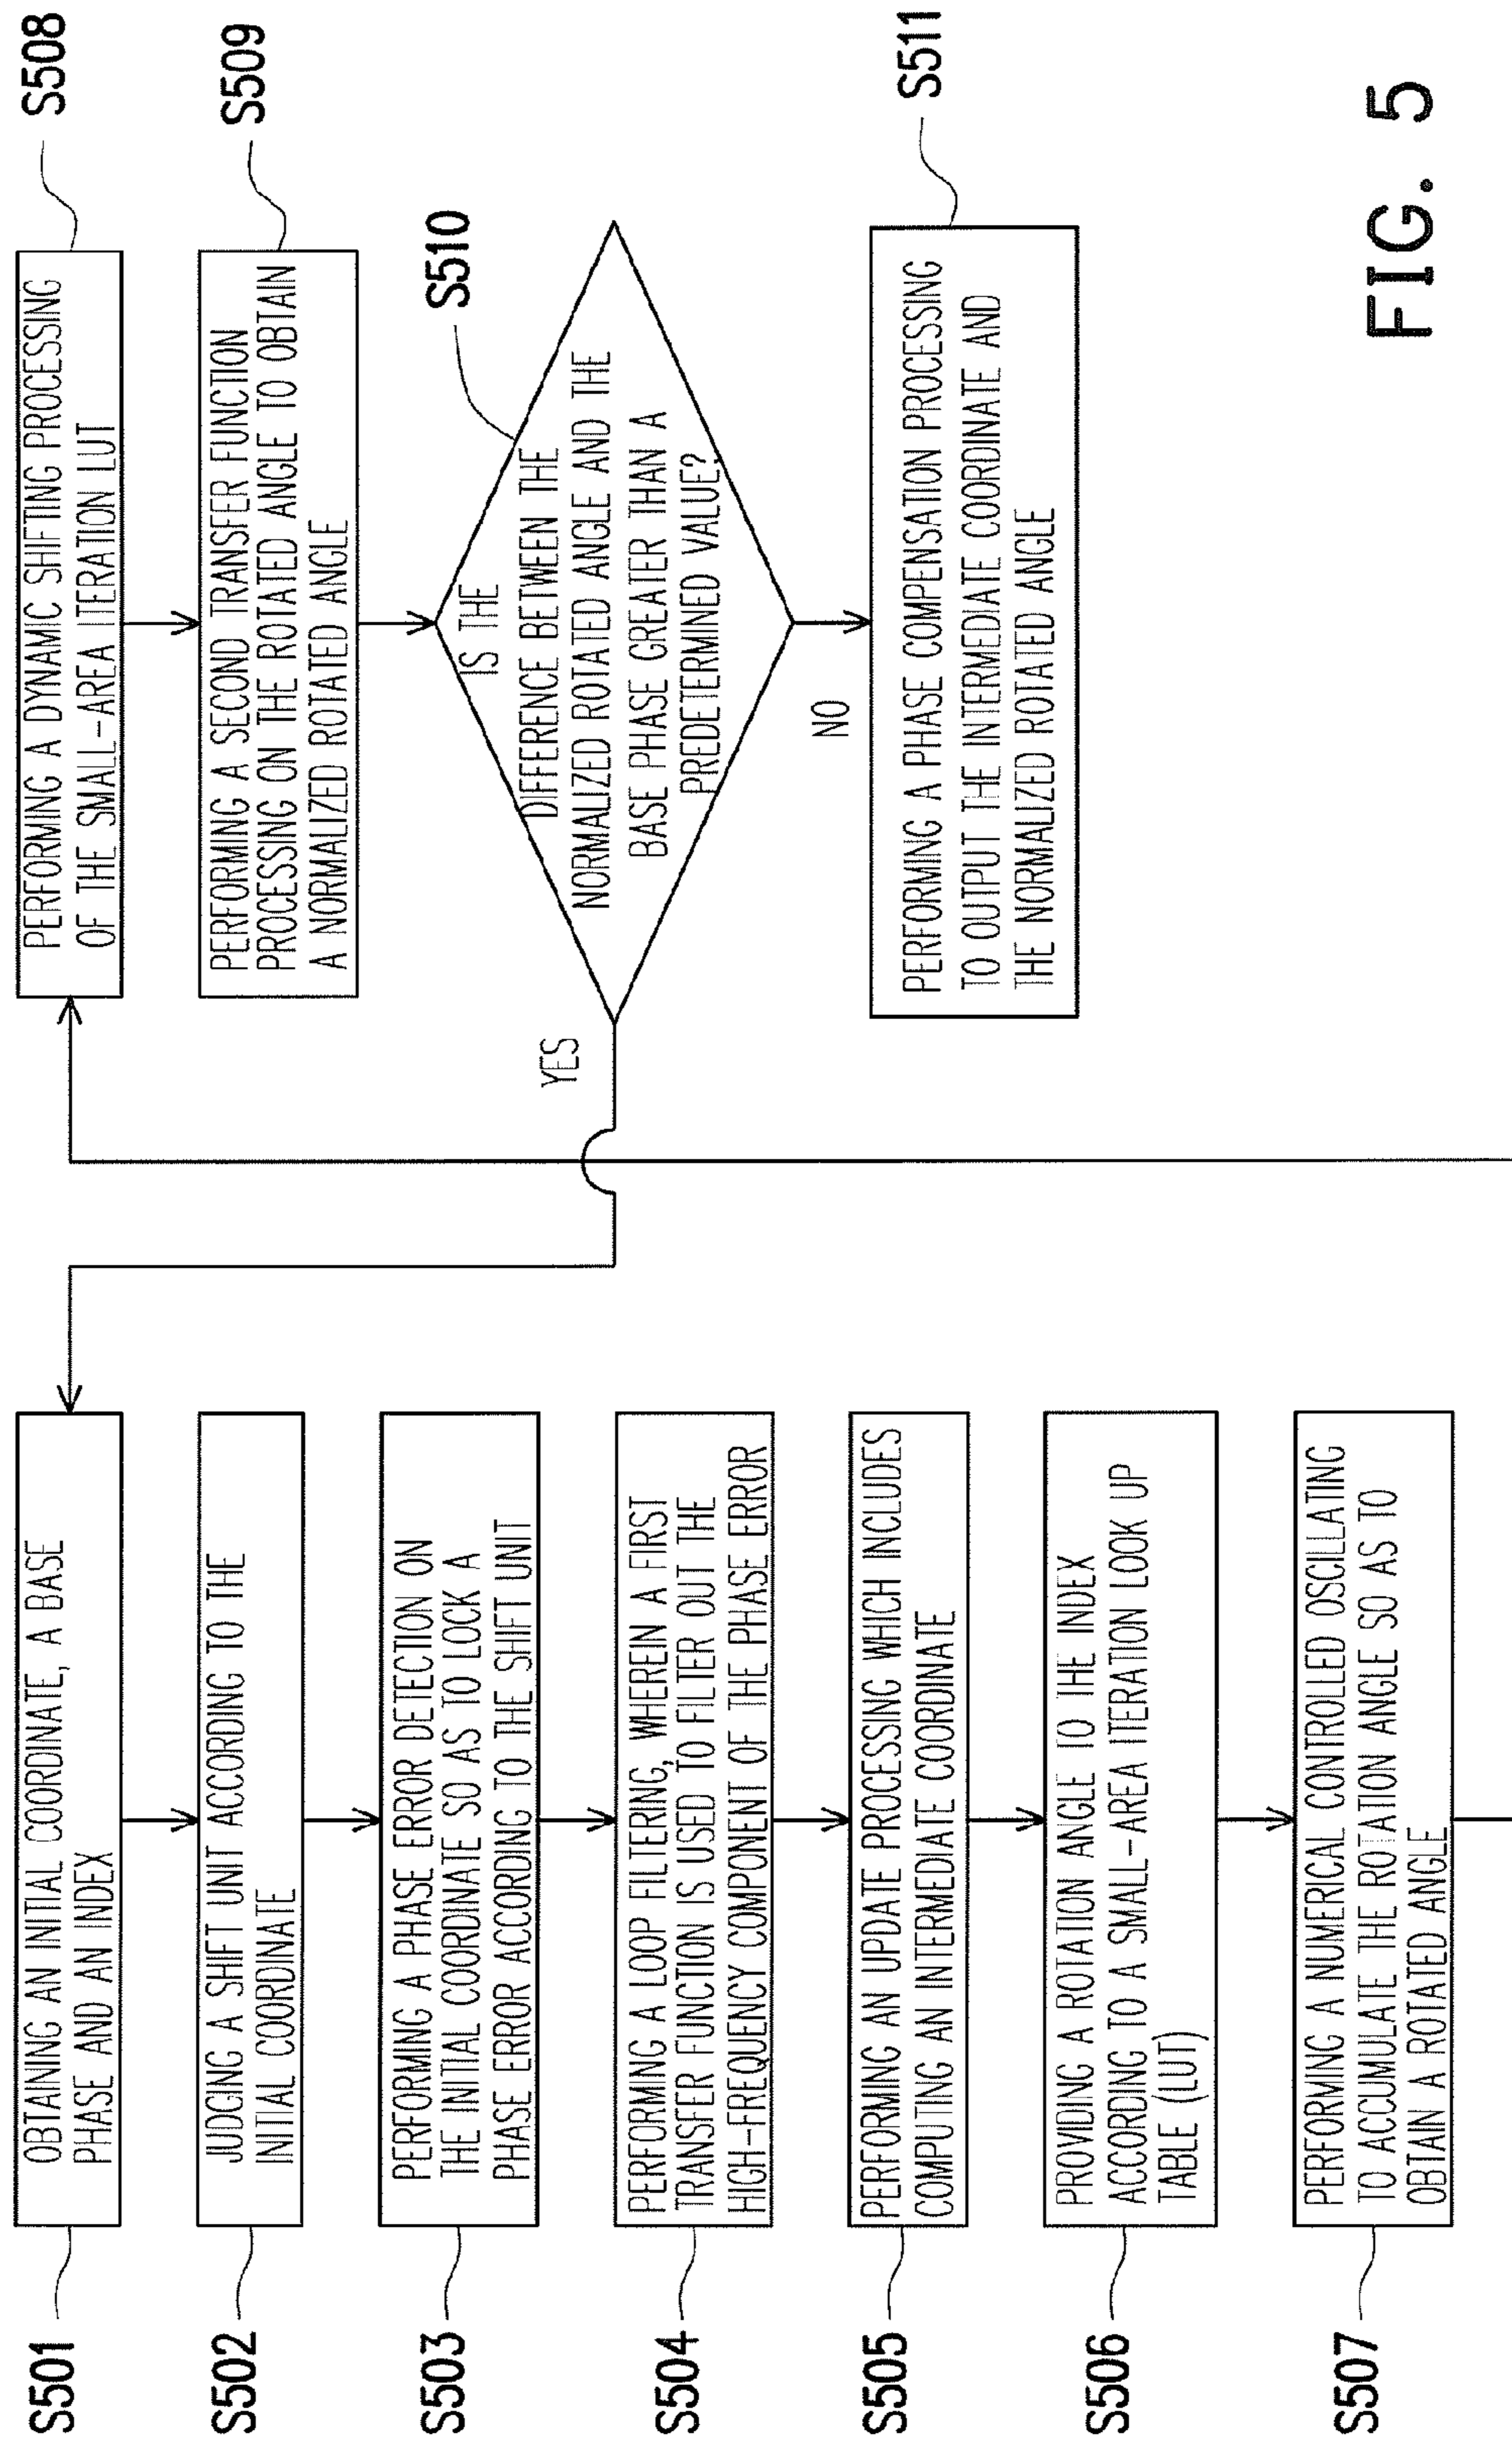 S501
OBTAINING AN INITIAL COORDINATE, A BASE
PHASE AND AN INDEX
S502
JUDGING A SHIFT UNIT ACCORDING TO THE
INITIAL COORDINATE
S503
PERFORMING A PHASE ERROR DETECTION ON
THE INITIAL COORDINATE SO AS TO LOCK A
PHASE ERROR ACCORDING TO THE SHIFT UNIT
S504
PERFORMING A LOOP FILTERING, WHEREIN A FIRST
TRANSFER FUNCTION IS USED TO FILTER OUT THE
HIGH-FREQUENCY COMPONENT OF THE PHASE ERROR
S505
PERFORMING AN UPDATE PROCESSING WHICH INCLUDES
COMPUTING AN INTERMEDIATE COORDINATE
S506
PROVIDING A ROTATION ANGLE TO THE INDEX
ACCORDING TO A SMALL-AREA ITERATION LOOK UP
TABLE (LUT)
S507
PERFORMING A NUMERICAL CONTROLLED OSCILLATING
TO ACCUMULATE THE ROTATION ANGLE SO AS TO
OBTAIN A ROTATED ANGLE
S508
PERFORMING A DYNAMIC SHIFTING PROCESSING
OF THE SMALL-AREA ITERATION LUT
S509
PERFORMING A SECOND TRANSFER FUNCTION
PROCESSING ON THE ROTATED ANGLE TO OBTAIN
A NORMALIZED ROTATED ANGLE
S510
IS THE
DIFFERENCE BETWEEN THE
NORMALIZED ROTATED ANGLE AND THE
BASE PHASE GREATER THAN A
PREDETERMINED VALUE?
YES
NO
S511
PERFORMING A PHASE COMPENSATION PROCESSING
TO OUTPUT THE INTERMEDIATE COORDINATE AND
THE NORMALIZED ROTATED ANGLE
FIG. 5